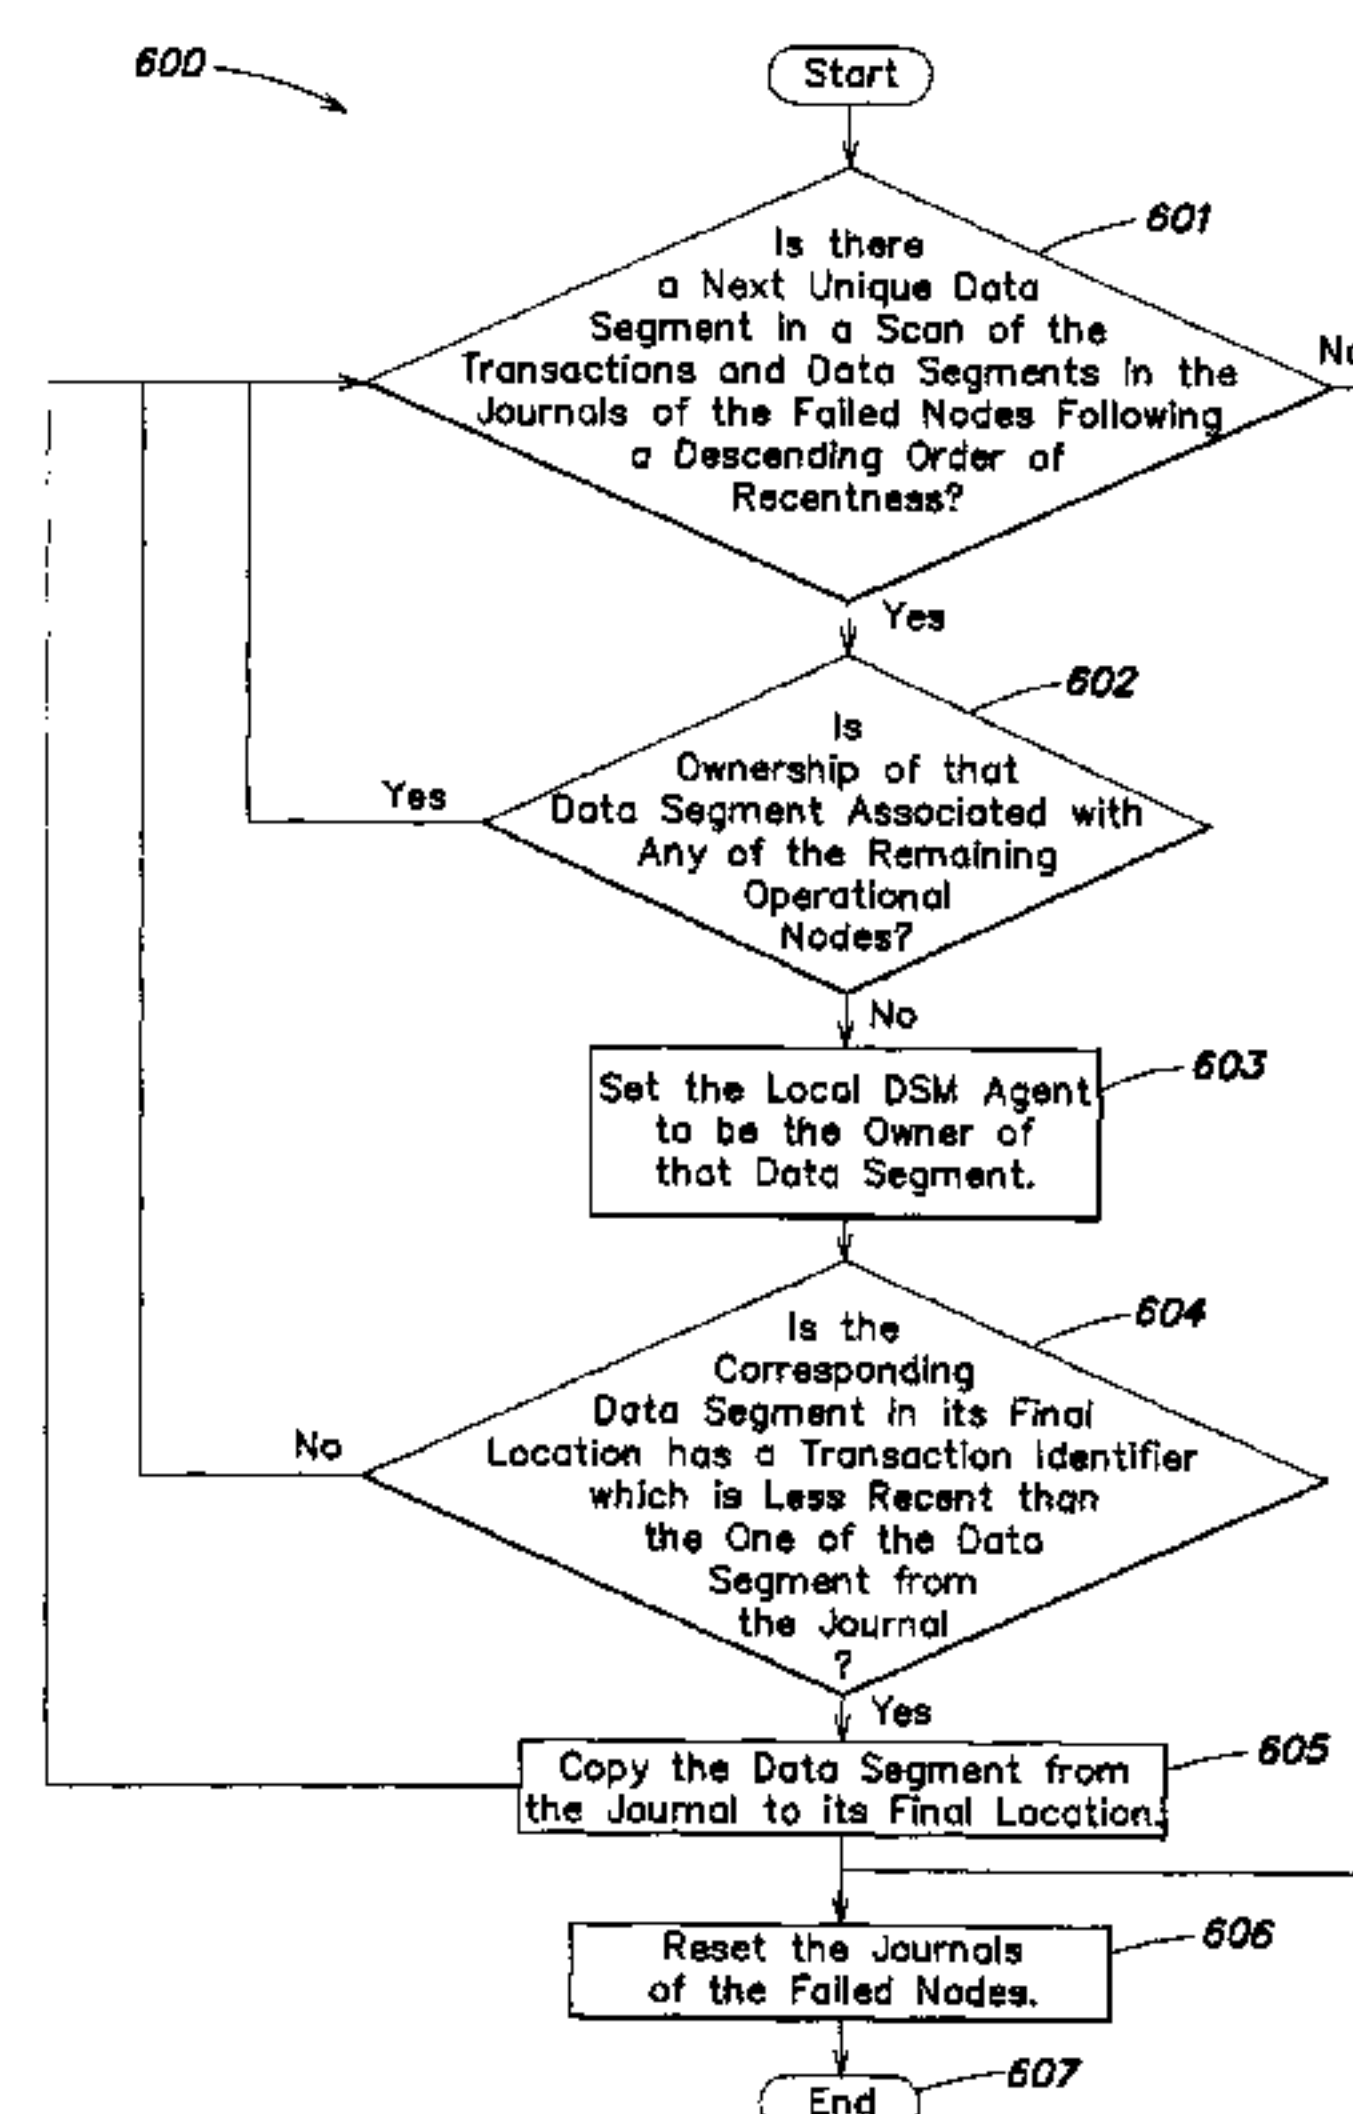 600
Start
601
Is there
a Next Unique Data
Segment in a Scan of the
Transactions and Data Segments in the
Journals of the Failed Nodes Following
a Descending Order of
Recentness?
No
Yes
602
Is
Ownership of that
Data Segment Associated with
Any of the Remaining
Operational
Nodes?
Yes
No
603
Set the Local DSM Agent
to be the Owner of
that Data Segment.
604
Is the
Corresponding
Data Segment in its Final
Location has a Transaction Identifier
which is Less Recent than
the One of the Data
Segment from
the Journal
?
No
Yes
605
Copy the Data Segment from
the Journal to its Final Location.
606
Reset the Journals
of the Failed Nodes.
607
End